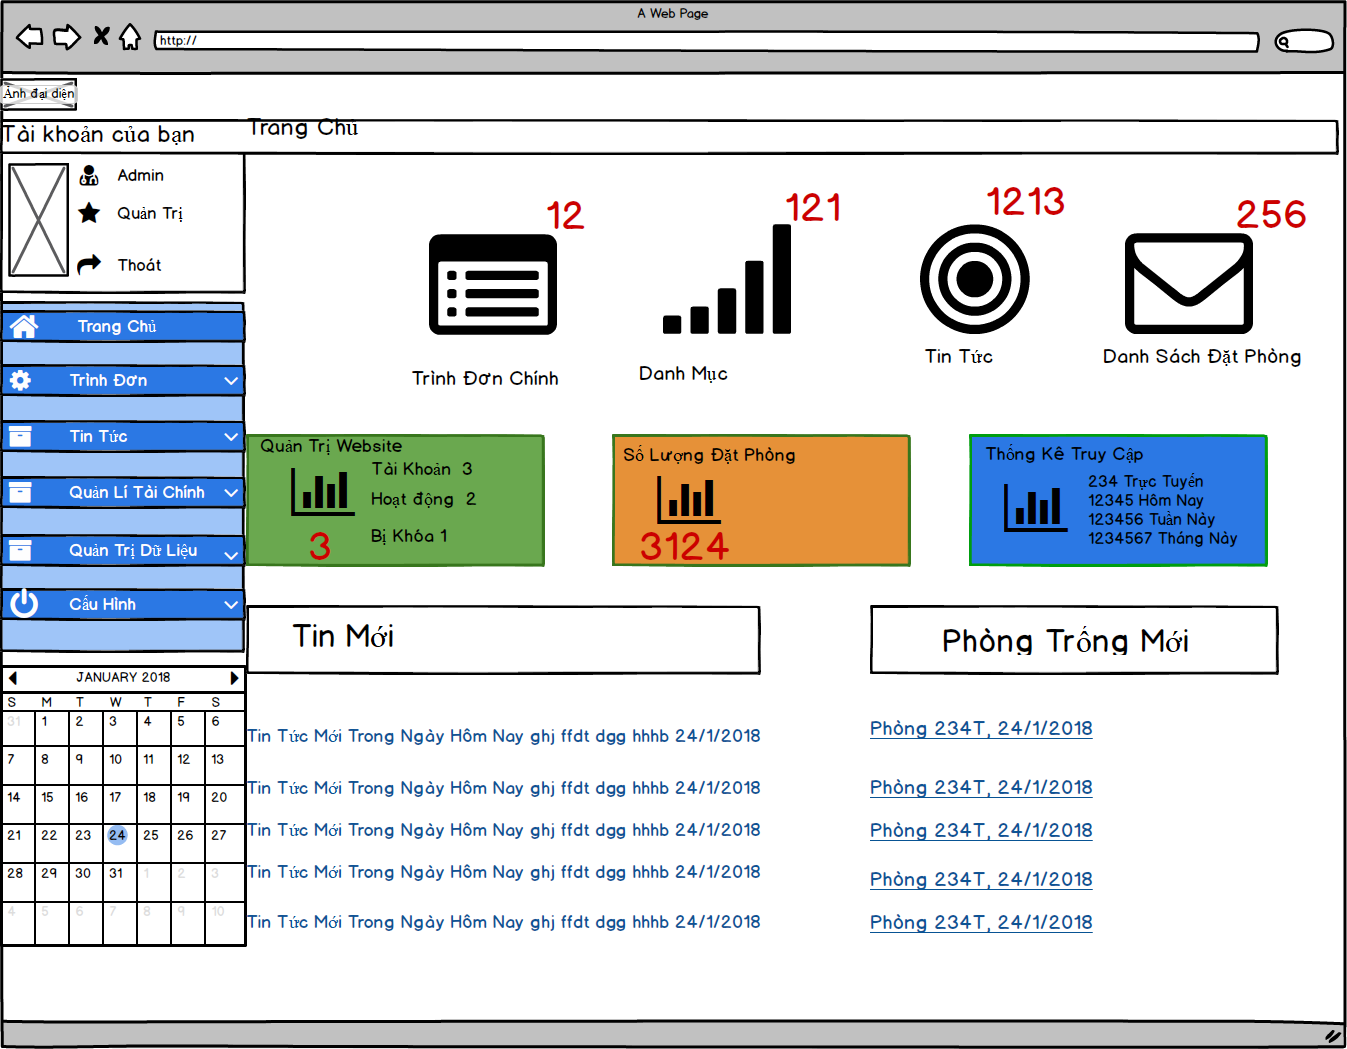 A Web Page
http://
Ảnh đại diện
Tài khoản của bạn
Trang Chủ
Admin
Quản Trị
Thoát
12
121
1213
256
Trình Đơn Chính
Danh Mục
Tin Tức
Danh Sách Đặt Phòng
Trang Chủ
Trình Đơn
Tin Tức
Quản Lí Tài Chính
Quản Trị Dữ Liệu
Cấu Hình
Quản Trị Website
Tài Khoản 3
Hoạt động 2
Bị Khóa 1
3
Số Lượng Đặt Phòng
3124
Thống Kê Truy Cập
234 Trực Tuyến
12345 Hôm Nay
123456 Tuần Này
1234567 Tháng Này
JANUARY 2018
S M T W T F S
31 1 2 3 4 5 6
7 8 9 10 11 12 13
14 15 16 17 18 19 20
21 22 23 24 25 26 27
28 29 30 31 1 2 3
4 5 6 7 8 9 10
Tin Mới
Tin Tức Mới Trong Ngày Hôm Nay ghj ffdt dgg hhhb 24/1/2018
Tin Tức Mới Trong Ngày Hôm Nay ghj ffdt dgg hhhb 24/1/2018
Tin Tức Mới Trong Ngày Hôm Nay ghj ffdt dgg hhhb 24/1/2018
Tin Tức Mới Trong Ngày Hôm Nay ghj ffdt dgg hhhb 24/1/2018
Tin Tức Mới Trong Ngày Hôm Nay ghj ffdt dgg hhhb 24/1/2018
Phòng Trống Mới
Phòng 234T, 24/1/2018
Phòng 234T, 24/1/2018
Phòng 234T, 24/1/2018
Phòng 234T, 24/1/2018
Phòng 234T, 24/1/2018